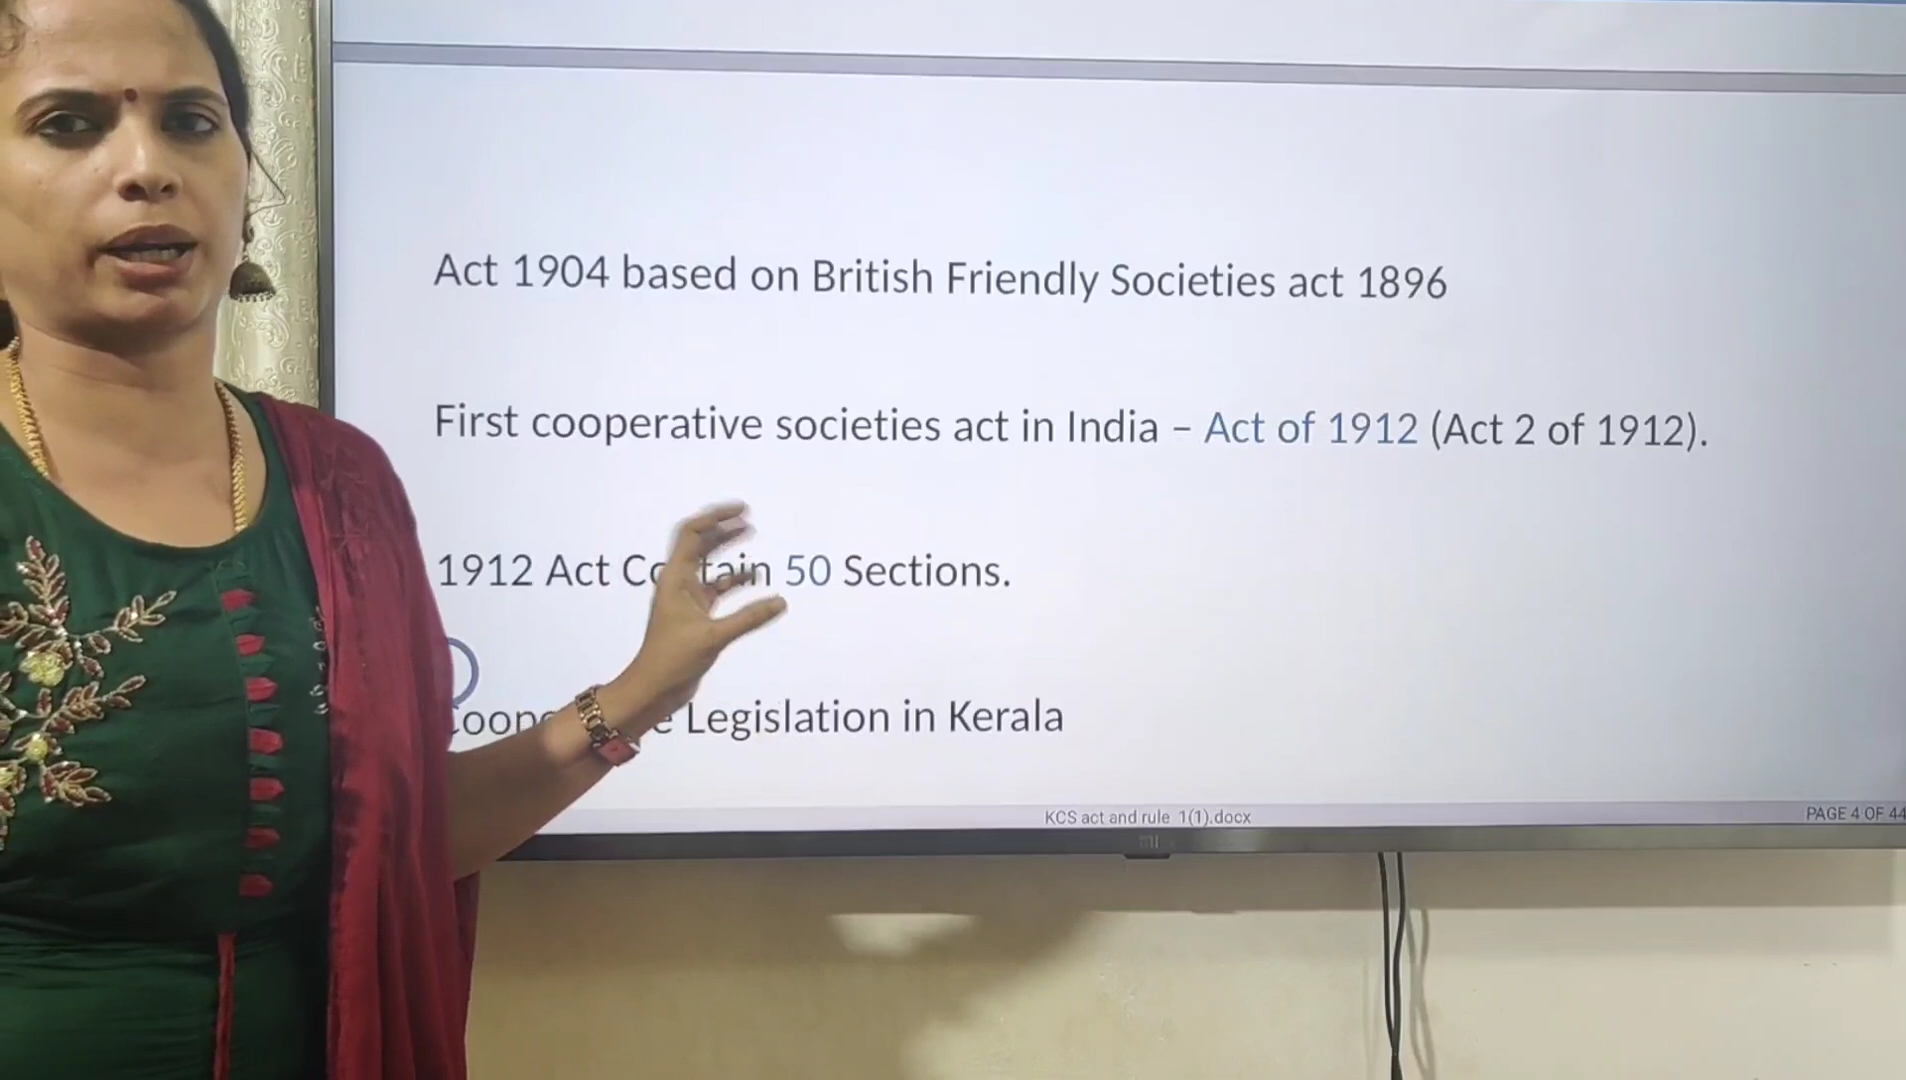 Act 1904 based on British Friendly Societies act 1896
First cooperative societies act in India – Act of 1912 (Act 2 of 1912).
1912 Act 50 Sections.
Legislation in Kerala
KCS act and rule 1(1).docx
PAGE 4 OF 44
mi